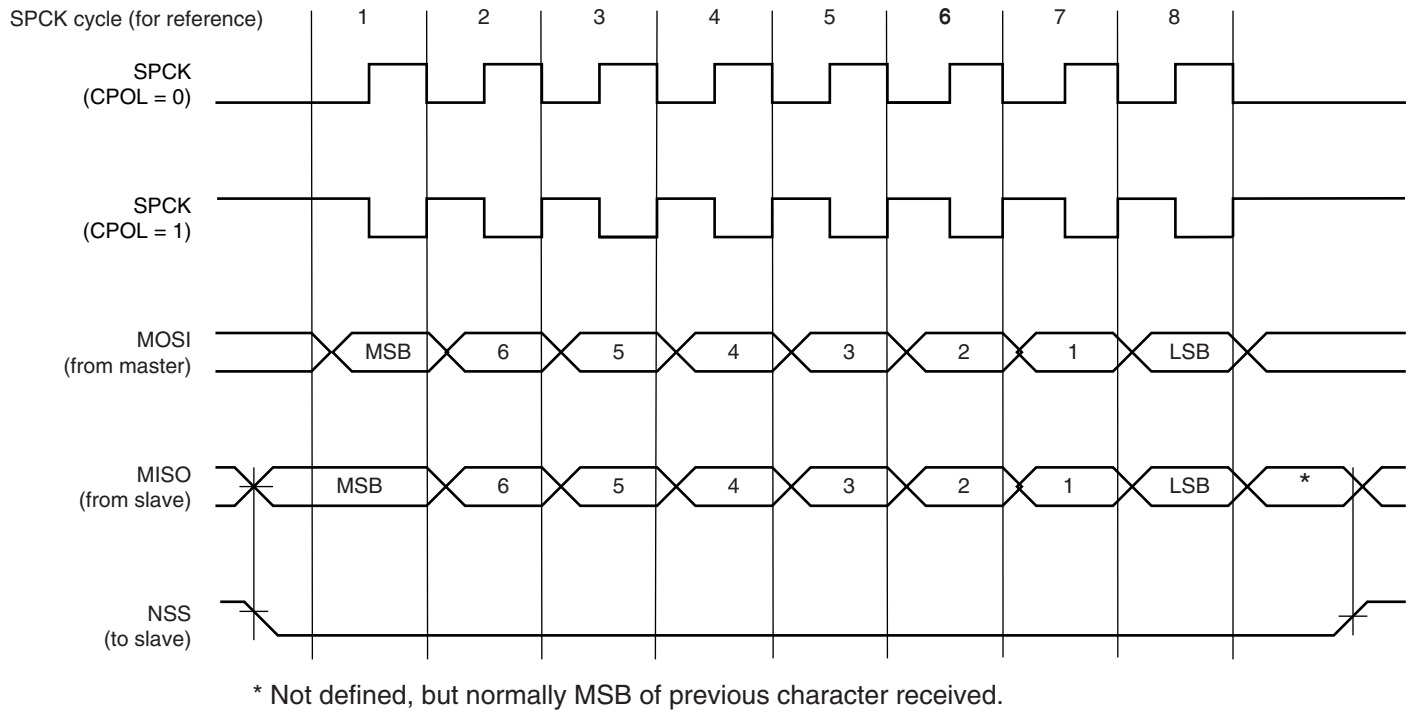 SPCK cycle (for reference) 1 2 3 4 5 6 7 8
SPCK
(CPOL = 0)
SPCK
(CPOL = 1)
MOSI
(from master)
MSB 6 5 4 3 2 1 LSB
MISO
(from slave)
MSB 6 5 4 3 2 1 LSB *
NSS
(to slave)
* Not defined, but normally MSB of previous character received.